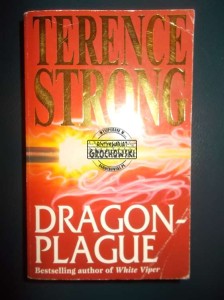 TERENCE
STRONG
GROCHOWSKI
DRAGON-
PLAGUE
Bestselling author of White Viper